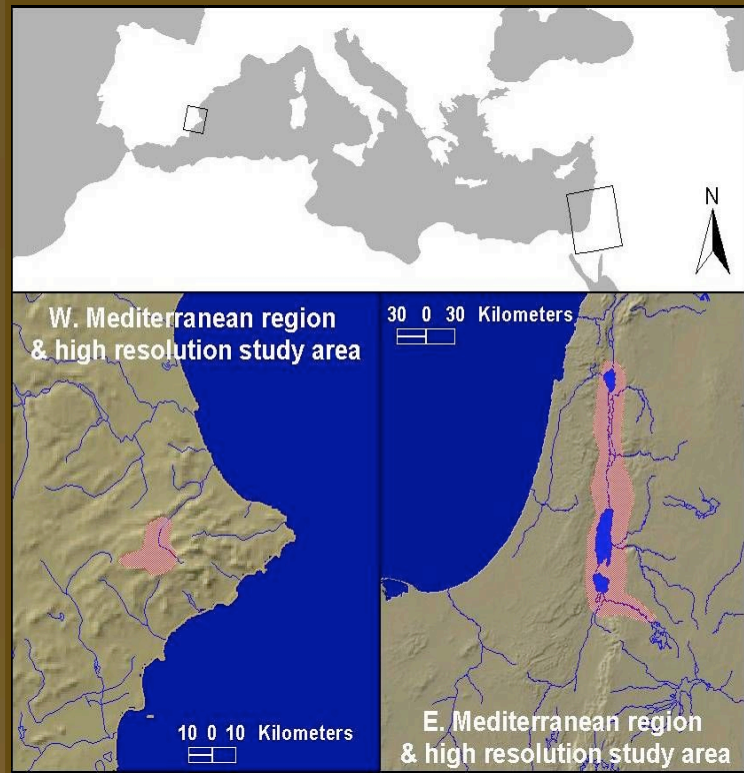 N
W. Mediterranean region
& high resolution study area
30 0 30 Kilometers
10 0 10 Kilometers
E. Mediterranean region
& high resolution study area